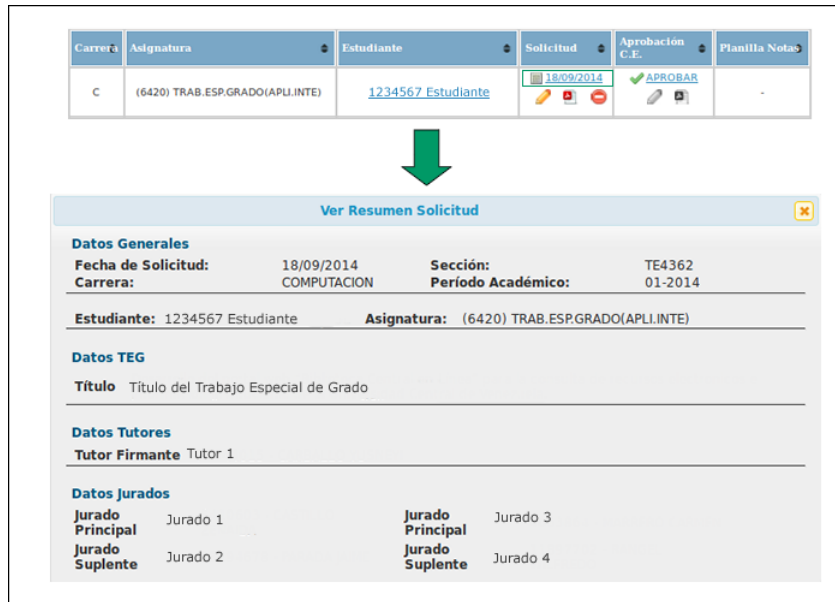 Carrera Asignatura Estudiante Solicitud Aprobación C.E. Planilla Notas
C (6420) TRAB.ESP.GRADO(APLI.INTE) 1234567 Estudiante 18/09/2014 APROBAR -
Ver Resumen Solicitud
Datos Generales
Fecha de Solicitud: 18/09/2014 Sección: TE4362
Carrera: COMPUTACION Período Académico: 01-2014
Estudiante: 1234567 Estudiante Asignatura: (6420) TRAB.ESP.GRADO(APLI.INTE)
Datos TEG
Título Título del Trabajo Especial de Grado
Datos Tutores
Tutor Firmante Tutor 1
Datos Jurados
Jurado Principal Jurado 1 Jurado Principal Jurado 3
Jurado Suplente Jurado 2 Jurado Suplente Jurado 4